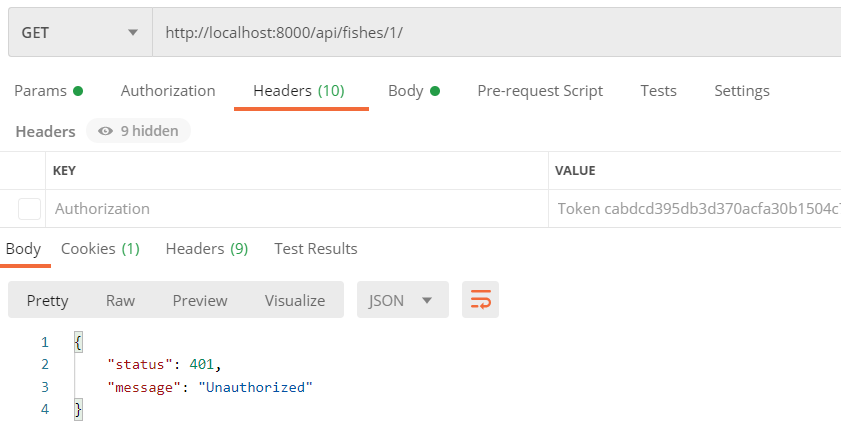 GET http://localhost:8000/api/fishes/1/
Params Authorization Headers (10) Body Pre-request Script Tests Settings
Headers 9 hidden
KEY VALUE
Authorization Token cabdcd395db3d370acfa30b1504c
Body Cookies (1) Headers (9) Test Results
Pretty Raw Preview Visualize JSON
1 {
2 "status": 401,
3 "message": "Unauthorized"
4 }